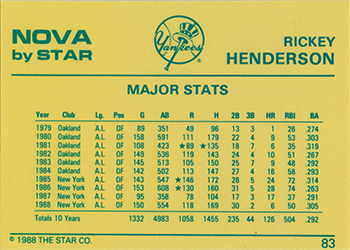 NOVA
by STAR
Yankees
RICKEY
HENDERSON
MAJOR STATS
Year Club Lg. Pos G AB R H 2B 3B HR RBI BA
1979 Oakland A.L. OF 89 351 49 96 13 3 1 26 .274
1980 Oakland A.L. OF 158 591 111 179 22 4 9 53 .303
1981 Oakland A.L. OF 108 423 ★89 ★135 18 7 6 35 .319
1982 Oakland A.L. OF 149 536 119 143 24 4 10 51 .267
1983 Oakland A.L. OF 145 513 105 150 25 7 9 48 .292
1984 Oakland A.L. OF 142 502 113 147 27 4 16 58 .293
1985 New York A.L. OF 143 547 ★146 172 28 5 24 72 .314
1986 New York A.L. OF 153 608 ★130 160 31 5 28 74 .263
1987 New York A.L. OF 95 358 78 104 17 3 17 37 .291
1988 New York A.L. OF 150 554 118 169 30 2 6 50 .305
Totals 10 Years 1332 4983 1058 1455 235 44 126 504 .292
© 1988 THE STAR CO.
83